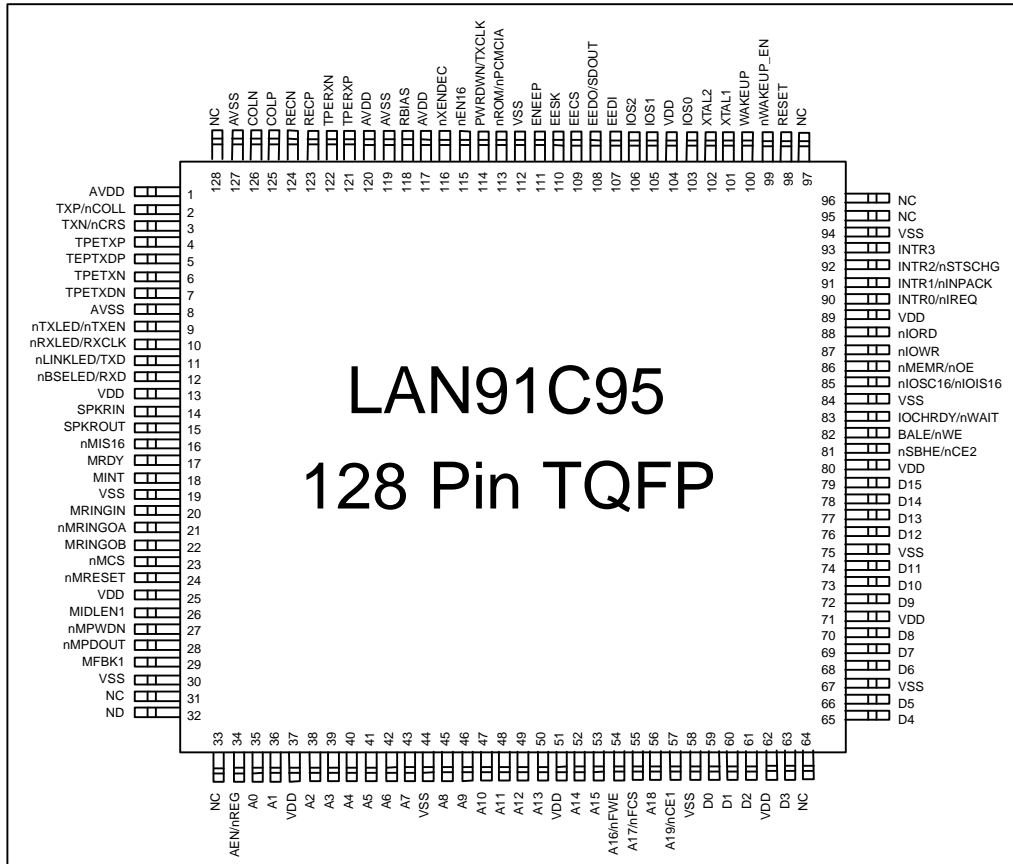 NC 128
AVSS 127
COLN 126
COLP 125
RECN 124
RECP 123
TPERXN 122
TPERXP 121
AVDD 120
AVSS 119
RBIAS 118
AVDD 117
nXENDEC 116
nEN16 115
PWRDWN/TXCLK 114
nROM/nPCMCIA 113
VSS 112
ENEEP 111
EESK 110
EECS 109
EEDO/SDOUT 108
EEDI 107
IOS2 106
IOS1 105
VDD 104
IOS0 103
XTAL2 102
XTAL1 101
WAKEUP 100
nWAKEUP_EN 99
RESET 98
NC 97
AVDD 1
TXP/nCOLL 2
TXN/nCRS 3
TPETXP 4
TEPTXDP 5
TPETXN 6
TPETXDN 7
AVSS 8
nTXLED/nTXEN 9
nRXLED/RXCLK 10
nLINKLED/TXD 11
nBSELED/RXD 12
VDD 13
SPKRIN 14
SPKROUT 15
nMIS16 16
MRDY 17
MINT 18
VSS 19
MRINGIN 20
nMRINGOA 21
MRINGOB 22
nMCS 23
nMRESET 24
VDD 25
MIDLEN1 26
nMPWDN 27
nMPDOUT 28
MFBK1 29
VSS 30
NC 31
ND 32
LAN91C95
128 Pin TQFP
96 NC
95 NC
94 VSS
93 INTR3
92 INTR2/nSTSCHG
91 INTR1/nINPACK
90 INTR0/nIREQ
89 VDD
88 nIORD
87 nIOWR
86 nMEMR/nOE
85 nIOSC16/nIOIS16
84 VSS
83 IOCHRDY/nWAIT
82 BALE/nWE
81 nSBHE/nCE2
80 VDD
79 D15
78 D14
77 D13
76 D12
75 VSS
74 D11
73 D10
72 D9
71 VDD
70 D8
69 D7
68 D6
67 VSS
66 D5
65 D4
33 NC
34 AEN/nREG
35 A0
36 A1
37 VDD
38 A2
39 A3
40 A4
41 A5
42 A6
43 A7
44 VSS
45 A8
46 A9
47 A10
48 A11
49 A12
50 A13
51 VDD
52 A14
53 A15
54 A16/nFWE
55 A17/nFCS
56 A18
57 A19/nCE1
58 VSS
59 D0
60 D1
61 D2
62 VDD
63 D3
64 NC